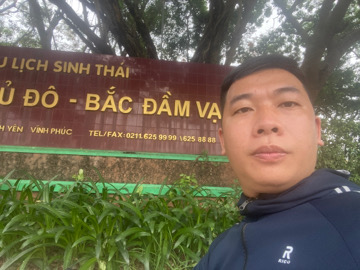 U LỊCH SINH THÁI
Ủ ĐÔ - BẮC ĐẦM VẠ
H YÊN VĨNH PHÚC TEL/FAX: 0211.625 99 99 \ 625 88 88
R